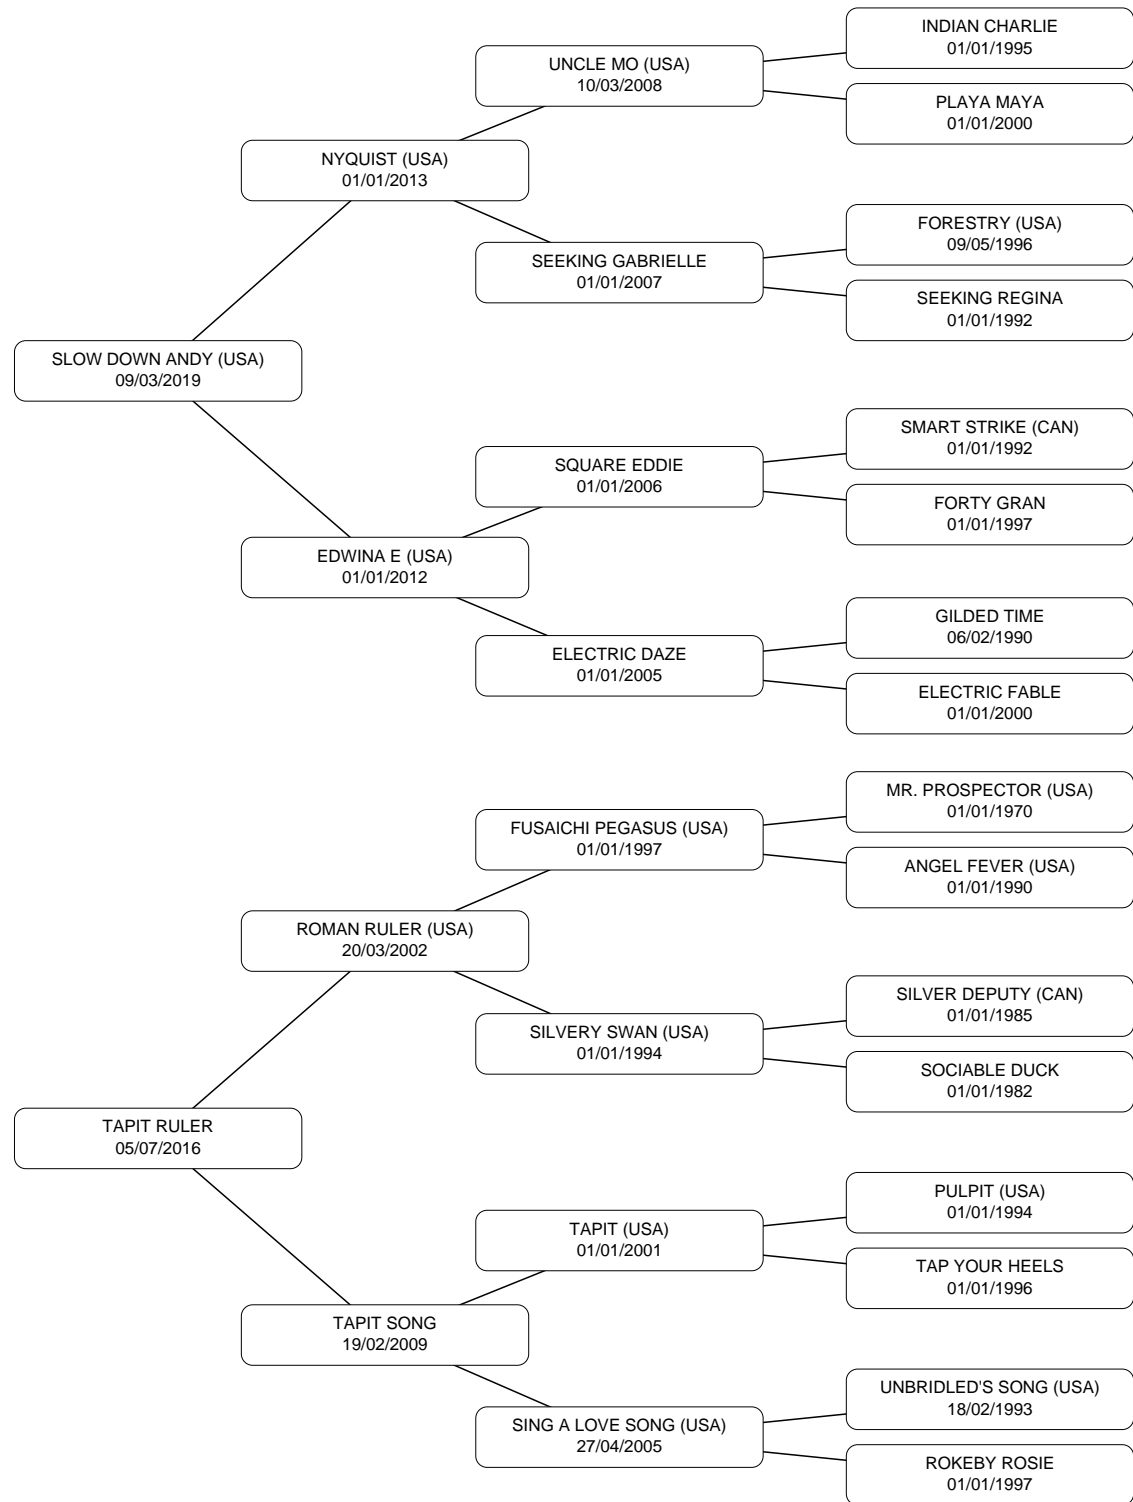 INDIAN CHARLIE
01/01/1995
UNCLE MO (USA)
10/03/2008
PLAYA MAYA
01/01/2000
NYQUIST (USA)
01/01/2013
FORESTRY (USA)
09/05/1996
SEEKING GABRIELLE
01/01/2007
SEEKING REGINA
01/01/1992
SLOW DOWN ANDY (USA)
09/03/2019
SMART STRIKE (CAN)
01/01/1992
SQUARE EDDIE
01/01/2006
FORTY GRAN
01/01/1997
EDWINA E (USA)
01/01/2012
GILDED TIME
06/02/1990
ELECTRIC DAZE
01/01/2005
ELECTRIC FABLE
01/01/2000
MR. PROSPECTOR (USA)
01/01/1970
FUSAICHI PEGASUS (USA)
01/01/1997
ANGEL FEVER (USA)
01/01/1990
ROMAN RULER (USA)
20/03/2002
SILVER DEPUTY (CAN)
01/01/1985
SILVERY SWAN (USA)
01/01/1994
SOCIABLE DUCK
01/01/1982
TAPIT RULER
05/07/2016
PULPIT (USA)
01/01/1994
TAPIT (USA)
01/01/2001
TAP YOUR HEELS
01/01/1996
TAPIT SONG
19/02/2009
UNBRIDLED'S SONG (USA)
18/02/1993
SING A LOVE SONG (USA)
27/04/2005
ROKEBY ROSIE
01/01/1997